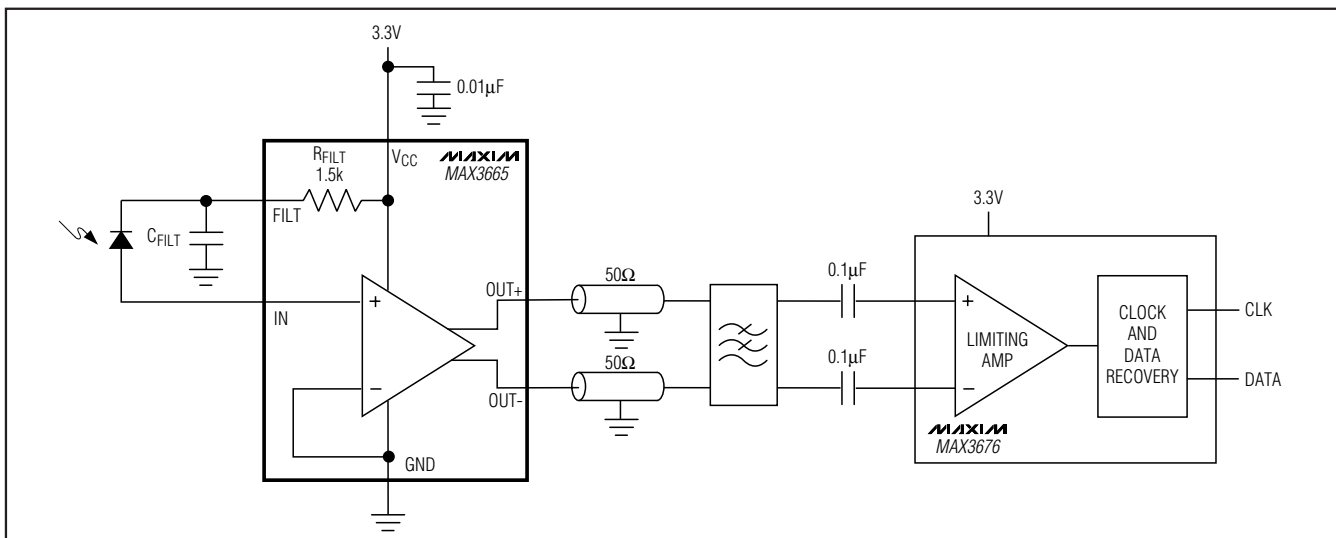 3.3V
0.01μF
RFILT
1.5k
VCC
MAXIM
MAX3665
FILT
CFILT
IN
+
−
OUT+
OUT-
GND
50Ω
50Ω
0.1μF
0.1μF
3.3V
+
−
LIMITING
AMP
CLOCK
AND
DATA
RECOVERY
CLK
DATA
MAXIM
MAX3676